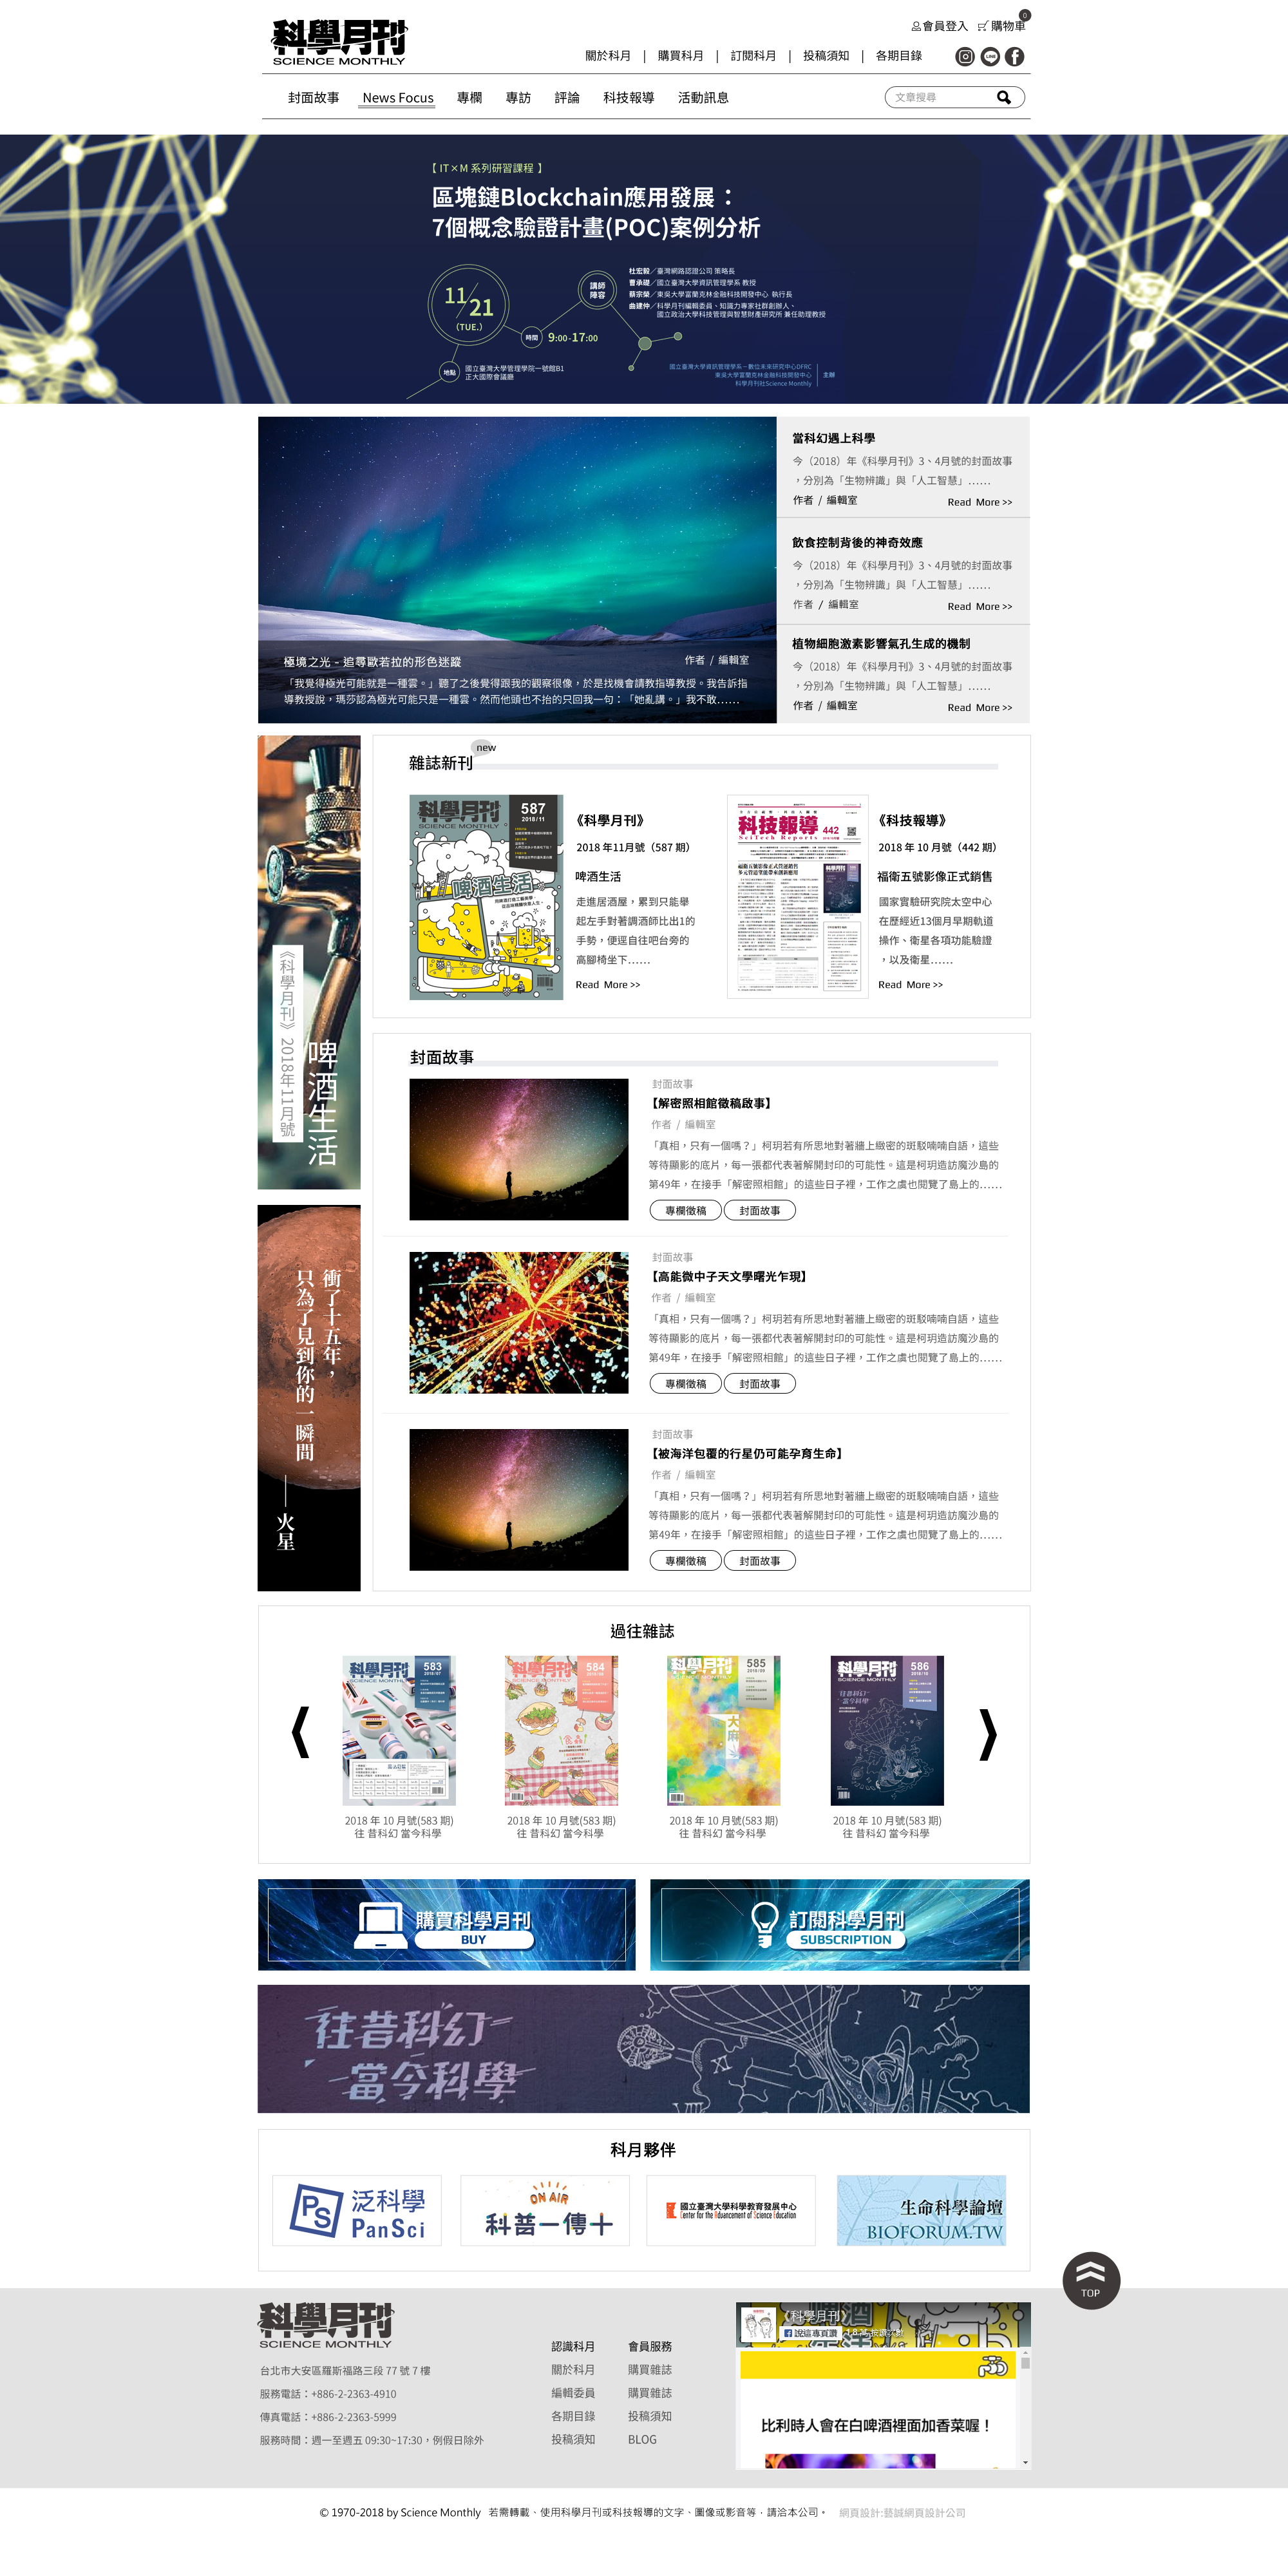 科學月刊
SCIENCE MONTHLY
會員登入
購物車
0
關於科月 | 購買科月 | 訂閱科月 | 投稿須知 | 各期目錄
封面故事 News Focus 專欄 專訪 評論 科技報導 活動訊息
文章搜尋
【 IT×M 系列研習課程 】
區塊鏈Blockchain應用發展：
7個概念驗證計畫(POC)案例分析
11/21
(TUE.)
時間
9:00-17:00
地點
國立臺灣大學管理學院一號館B1
正大國際會議廳
講師
陣容
杜宏毅／臺灣網路認證公司 策略長
曹承礎／國立臺灣大學資訊管理學系 教授
蔡宗榮／東吳大學富蘭克林金融科技開發中心 執行長
曲建仲／科學月刊編輯委員、知識力專家社群創辦人、
國立政治大學科技管理與智慧財產研究所 兼任助理教授
國立臺灣大學資訊管理學系－數位未來研究中心DFRC
東吳大學富蘭克林金融科技開發中心
科學月刊社Science Monthly
主辦
極境之光 - 追尋歐若拉的形色迷蹤
作者 / 編輯室
「我覺得極光可能就是一種雲。」聽了之後覺得跟我的觀察很像，於是找機會請教指導教授。我告訴指
導教授說，瑪莎認為極光可能只是一種雲。然而他頭也不抬的只回我一句：「她亂講。」我不敢……
當科幻遇上科學
今（2018）年《科學月刊》3、4月號的封面故事
，分別為「生物辨識」與「人工智慧」……
作者 / 編輯室
Read More >>
飲食控制背後的神奇效應
今（2018）年《科學月刊》3、4月號的封面故事
，分別為「生物辨識」與「人工智慧」……
作者 / 編輯室
Read More >>
植物細胞激素影響氣孔生成的機制
今（2018）年《科學月刊》3、4月號的封面故事
，分別為「生物辨識」與「人工智慧」……
作者 / 編輯室
Read More >>
《科學月刊》2018年11月號
啤酒生活
雜誌新刊
new
科學月刊
SCIENCE MONTHLY
587
2018/11
啤酒生活
《科學月刊》
2018 年11月號（587 期）
啤酒生活
走進居酒屋，累到只能舉
起左手對著調酒師比出1的
手勢，便逕自往吧台旁的
高腳椅坐下……
Read More >>
科技報導
SciTech Reports
442
福衛五號影像正式營運銷售
《科技報導》
2018 年 10 月號（442 期）
福衛五號影像正式銷售
國家實驗研究院太空中心
在歷經近13個月早期軌道
操作、衛星各項功能驗證
，以及衛星……
Read More >>
衝了十五年，
只為了見到你的一瞬間
——火星
封面故事
封面故事
【解密照相館徵稿啟事】
作者 / 編輯室
「真相，只有一個嗎？」柯玥若有所思地對著牆上緻密的斑駁喃喃自語，這些
等待顯影的底片，每一張都代表著解開封印的可能性。這是柯玥造訪魔沙島的
第49年，在接手「解密照相館」的這些日子裡，工作之虞也閱覽了島上的……
專欄徵稿
封面故事
封面故事
【高能微中子天文學曙光乍現】
作者 / 編輯室
「真相，只有一個嗎？」柯玥若有所思地對著牆上緻密的斑駁喃喃自語，這些
等待顯影的底片，每一張都代表著解開封印的可能性。這是柯玥造訪魔沙島的
第49年，在接手「解密照相館」的這些日子裡，工作之虞也閱覽了島上的……
專欄徵稿
封面故事
封面故事
【被海洋包覆的行星仍可能孕育生命】
作者 / 編輯室
「真相，只有一個嗎？」柯玥若有所思地對著牆上緻密的斑駁喃喃自語，這些
等待顯影的底片，每一張都代表著解開封印的可能性。這是柯玥造訪魔沙島的
第49年，在接手「解密照相館」的這些日子裡，工作之虞也閱覽了島上的……
專欄徵稿
封面故事
過往雜誌
科學月刊
583
科學月刊
584
科學月刊
585
大麻
科學月刊
586
往昔科幻
當今科學
2018 年 10 月號(583 期)
往 昔科幻 當今科學
2018 年 10 月號(583 期)
往 昔科幻 當今科學
2018 年 10 月號(583 期)
往 昔科幻 當今科學
2018 年 10 月號(583 期)
往 昔科幻 當今科學
購買科學月刊
BUY
訂閱科學月刊
SUBSCRIPTION
往昔科幻
當今科學
科月夥伴
PS 泛科學
PanSci
ON AIR
科普一傳十
國立臺灣大學科學教育發展中心
Center for the Advancement of Science Education
生命科學論壇
BIOFORUM.TW
TOP
科學月刊
SCIENCE MONTHLY
台北市大安區羅斯福路三段 77 號 7 樓
服務電話：+886-2-2363-4910
傳真電話：+886-2-2363-5999
服務時間：週一至週五 09:30~17:30，例假日除外
認識科月
關於科月
編輯委員
各期目錄
投稿須知
會員服務
購買雜誌
購買雜誌
投稿須知
BLOG
《科學月刊》
說這專頁讚
比利時人會在白啤酒裡面加香菜喔！
© 1970-2018 by Science Monthly 若需轉載、使用科學月刊或科技報導的文字、圖像或影音等，請洽本公司。 網頁設計:藝誠網頁設計公司